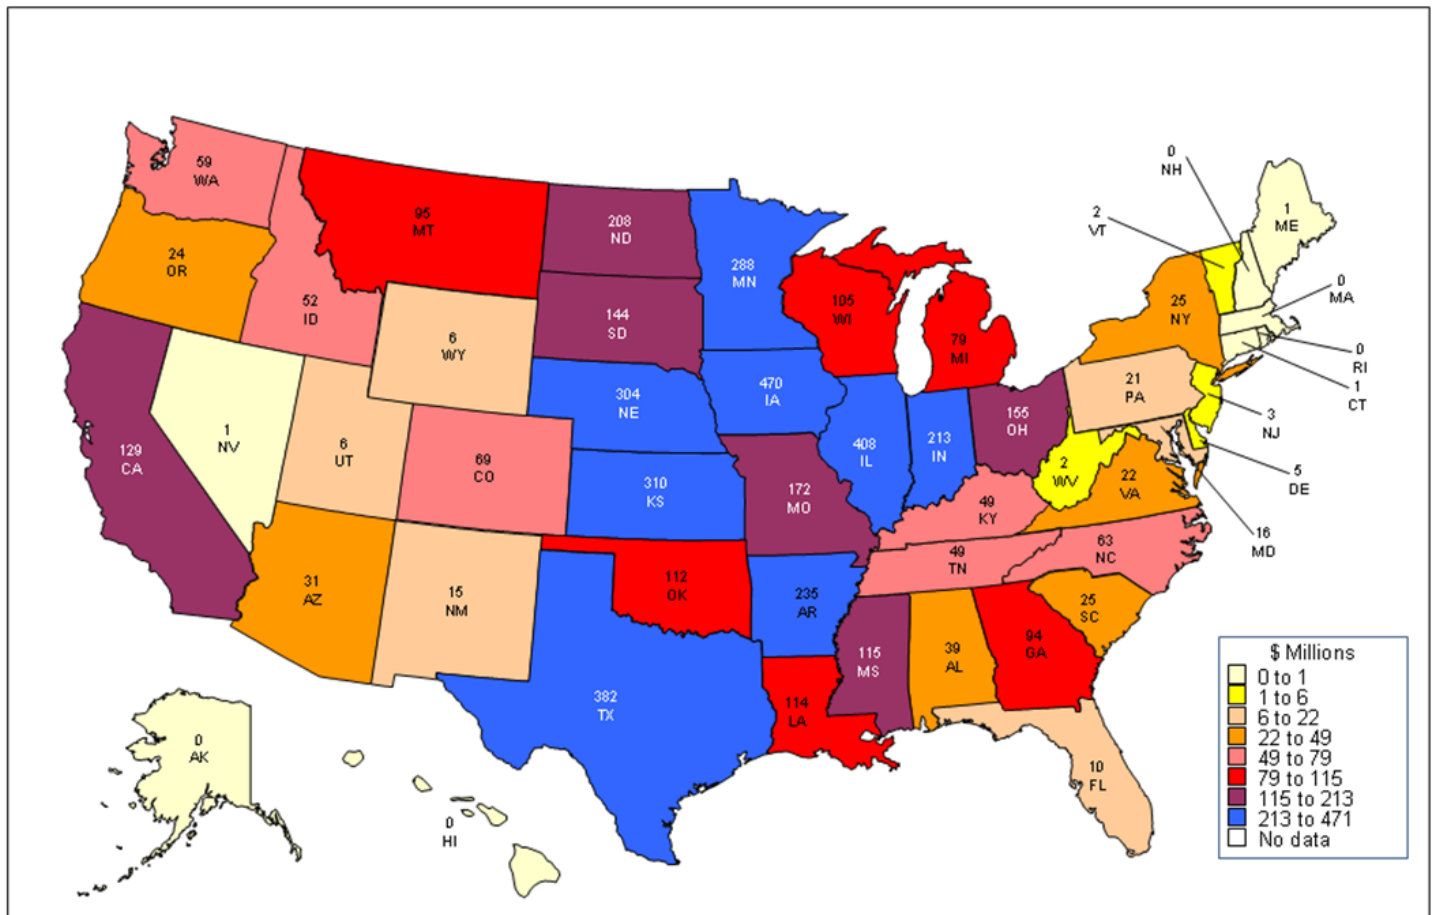 0
NH
1
ME
2
VT
59
WA
95
MT
208
ND
288
MN
24
OR
0
MA
52
ID
105
WI
25
NY
6
WY
144
SD
79
MI
0
RI
1
CT
21
PA
470
IA
304
NE
155
OH
3
NJ
1
NV
129
CA
6
UT
69
CO
408
IL
213
IN
2
WV
22
VA
5
DE
310
KS
172
MO
49
KY
16
MD
63
NC
49
TN
31
AZ
15
NM
112
OK
235
AR
25
SC
115
MS
39
AL
94
GA
382
TX
114
LA
10
FL
0
AK
0
HI
$ Millions
0 to 1
1 to 6
6 to 22
22 to 49
49 to 79
79 to 115
115 to 213
213 to 471
No data